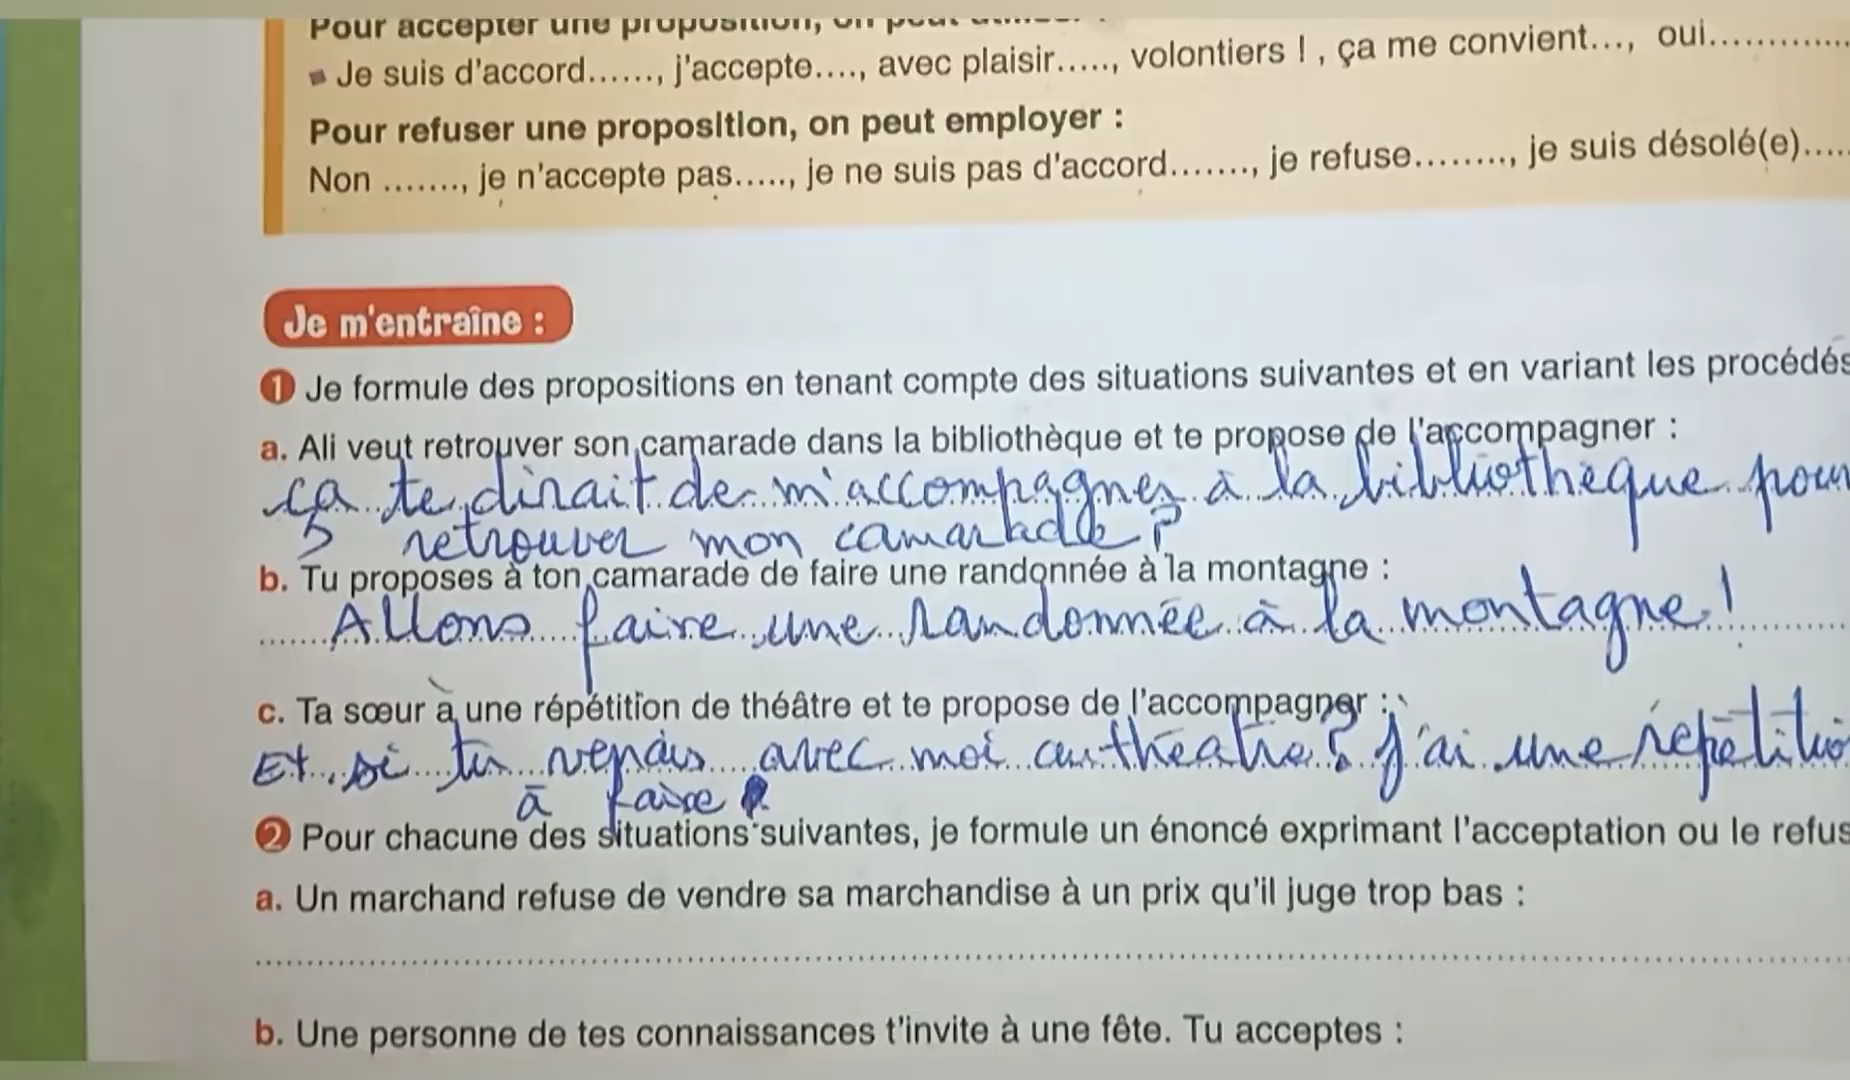 Pour accepter une proposition, on peut
Je suis d'accord......, j'accepte...., avec plaisir....., volontiers ! , ça me convient..., oui.............
Pour refuser une proposition, on peut employer :
Non ......., je n'accepte pas....., je ne suis pas d'accord......., je refuse........, je suis désolé(e).....
Je m'entraîne :
1 Je formule des propositions en tenant compte des situations suivantes et en variant les procédés
a. Ali veut retrouver son camarade dans la bibliothèque et te propose de l'accompagner :
ça te dirait de m'accompagner à la bibliothèque pour
retrouver mon camarade ?
b. Tu proposes à ton camarade de faire une randonnée à la montagne :
Allons faire une randonnée à la montagne !
c. Ta sœur à une répétition de théâtre et te propose de l'accompagner :
Et si tu venais avec moi au théatre ? j'ai une répétitio
à faire
2 Pour chacune des situations suivantes, je formule un énoncé exprimant l'acceptation ou le refus
a. Un marchand refuse de vendre sa marchandise à un prix qu'il juge trop bas :
b. Une personne de tes connaissances t'invite à une fête. Tu acceptes :